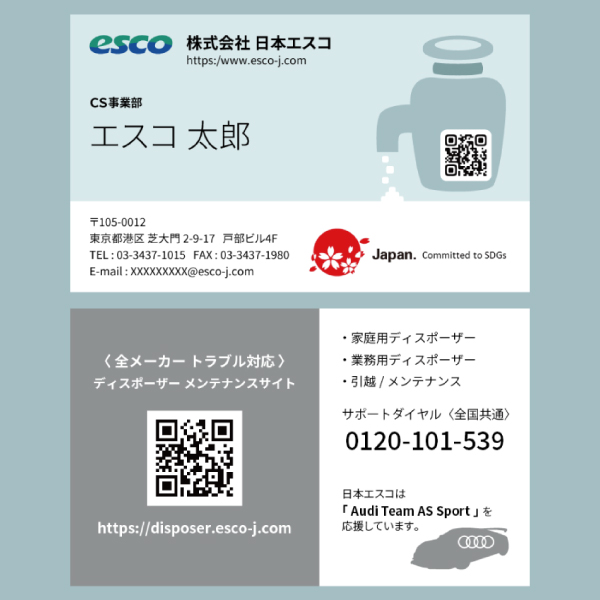 esco 株式会社 日本エスコ
https:/www.esco-j.com
CS事業部
エスコ 太郎
〒105-0012
東京都港区 芝大門 2-9-17 戸部ビル4F
TEL : 03-3437-1015 FAX : 03-3437-1980
E-mail : XXXXXXXXX@esco-j.com
Japan. Committed to SDGs
〈 全メーカー トラブル対応 〉
ディスポーザー メンテナンスサイト
https://disposer.esco-j.com
・家庭用ディスポーザー
・業務用ディスポーザー
・引越 / メンテナンス
サポートダイヤル〈全国共通〉
0120-101-539
日本エスコは
「 Audi Team AS Sport 」を
応援しています。